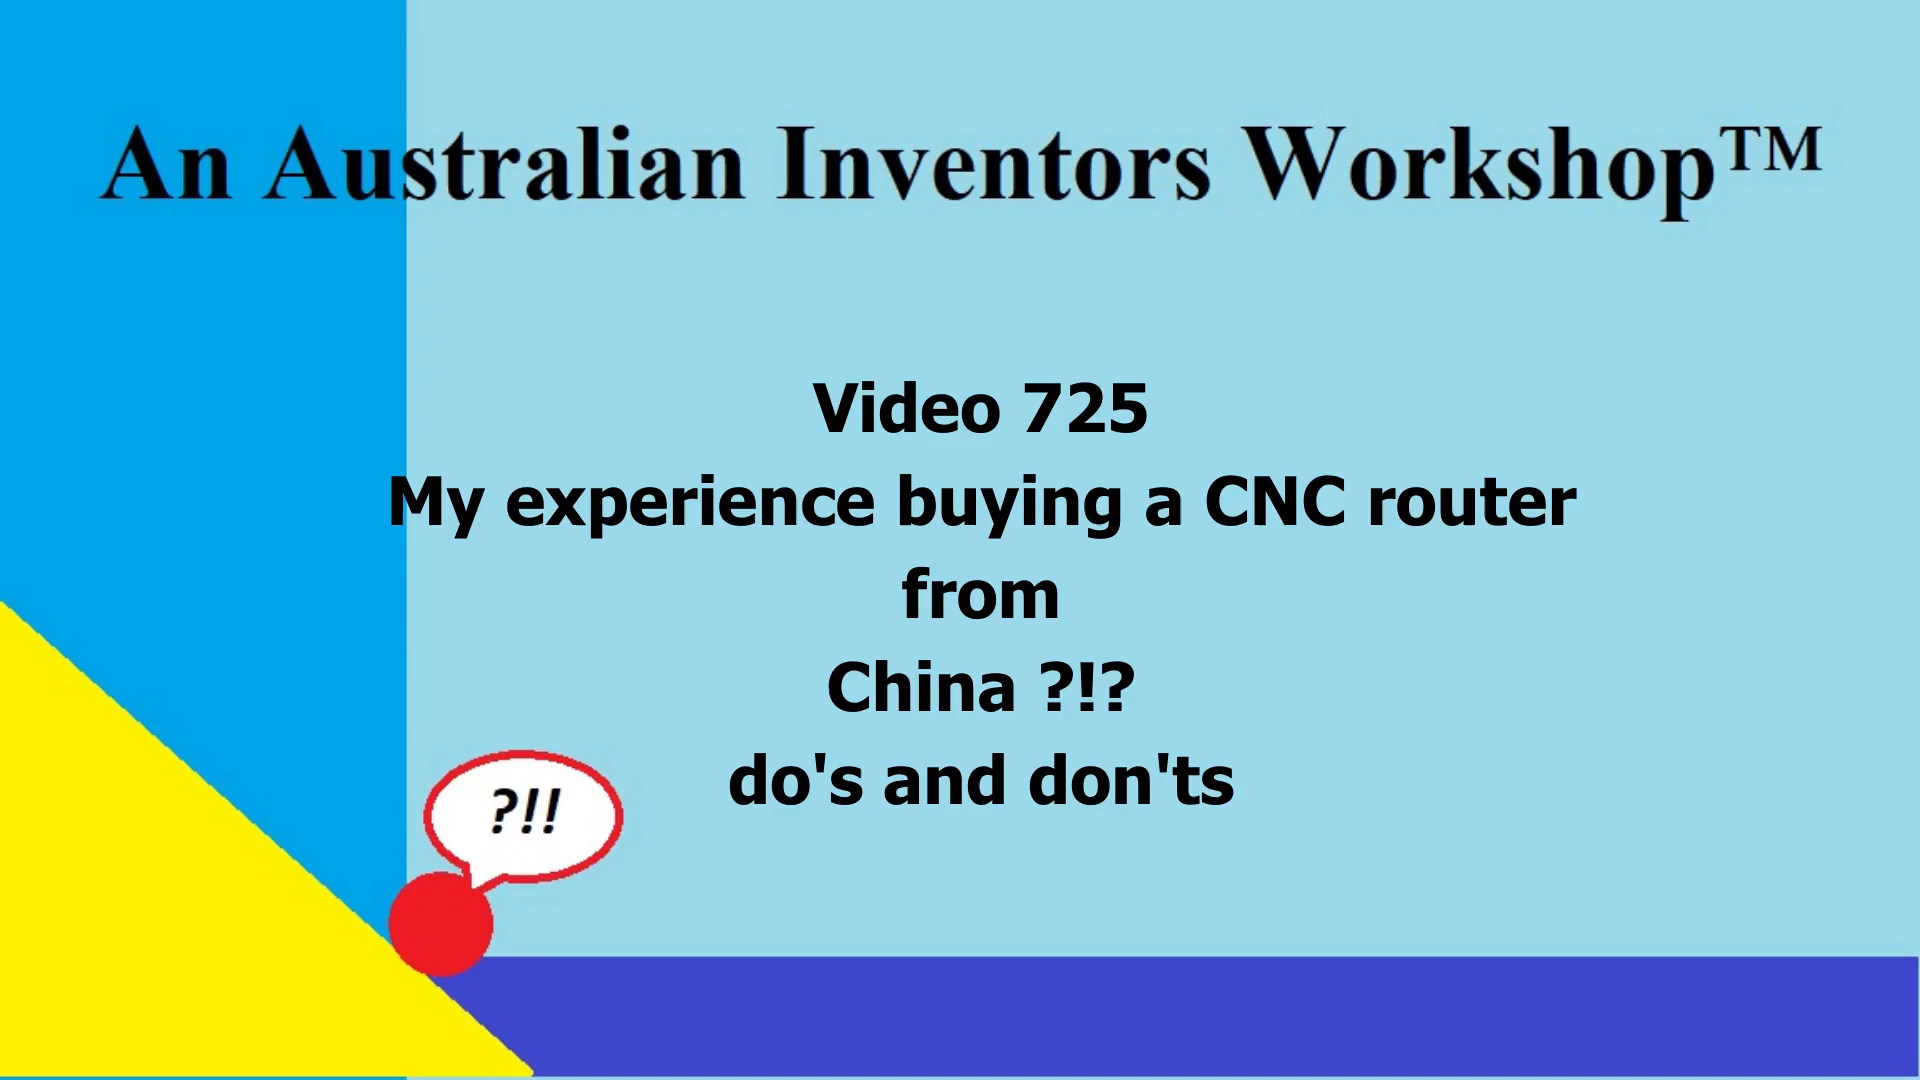 An Australian Inventors Workshop™
Video 725
My experience buying a CNC router
from
China ?!?
do's and don'ts
?!!